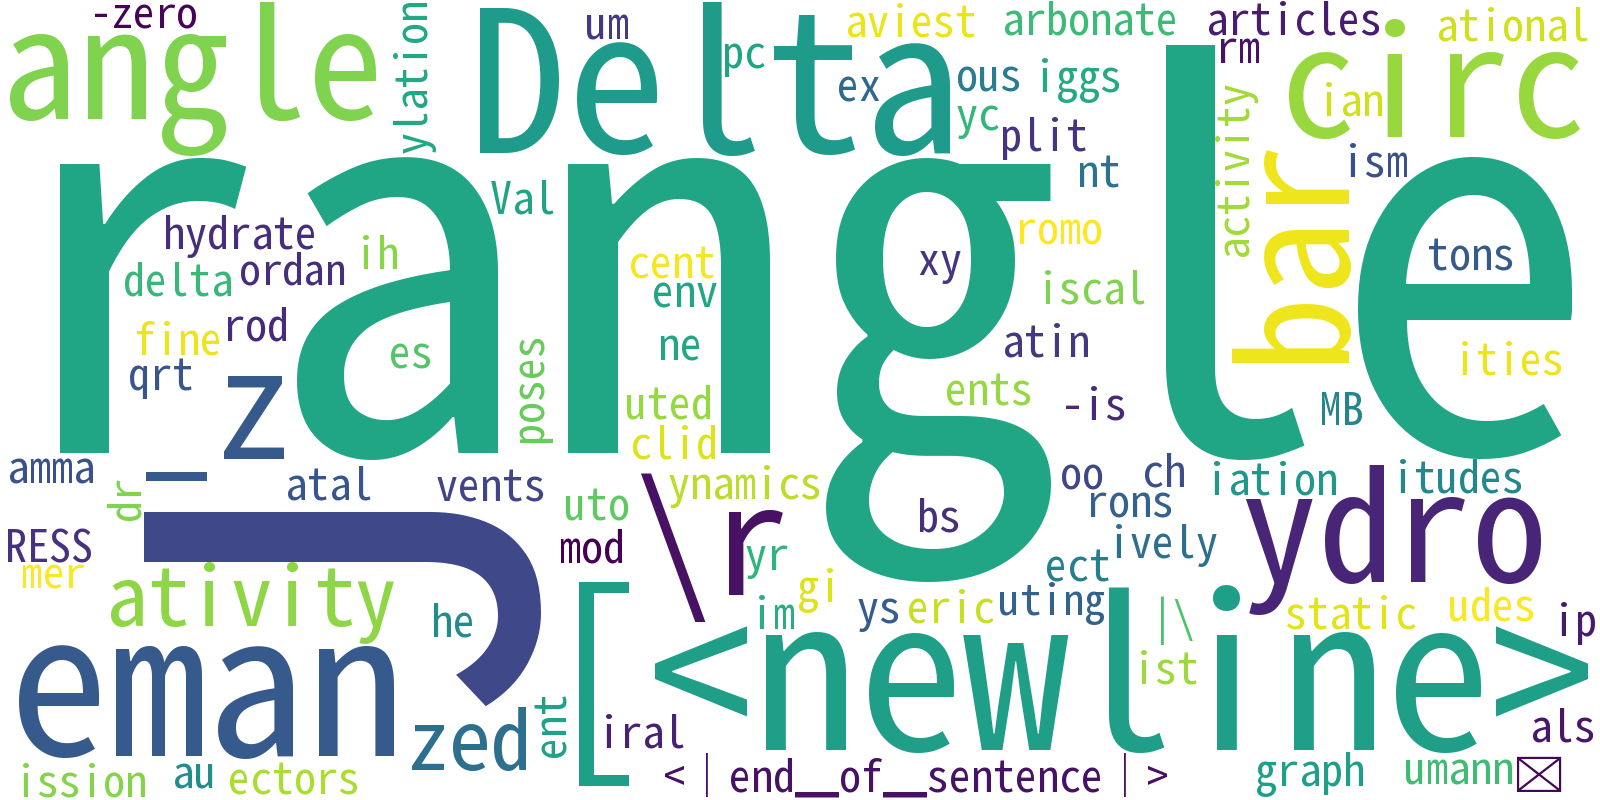 -zero
angle
ylation
Delta
um
pc
aviest
ex
arbonate
ous
iggs
yc
plit
nt
articles
rm
ational
circ
ian
ism
activity
bar
rangle
Val
hydrate
delta
ordan
ih
fine
rod
qrt
es
poses
cent
env
ne
uted
clid
xy
romo
iscal
atin
ents
-is
tons
ities
MB
_z
amma
atal
vents
dr
uto
mod
ynamics
\r
yr
bs
oo
ch
rons
ively
ect
iation
itudes
ydro
RESS
mer
ativity
he
eman
zed
ent
[
im
gi
ys
eric
uting
|\
ist
static
udes
ip
<newline>
iral
als
ission
au
ectors
<|end__of__sentence|>
graph
umann